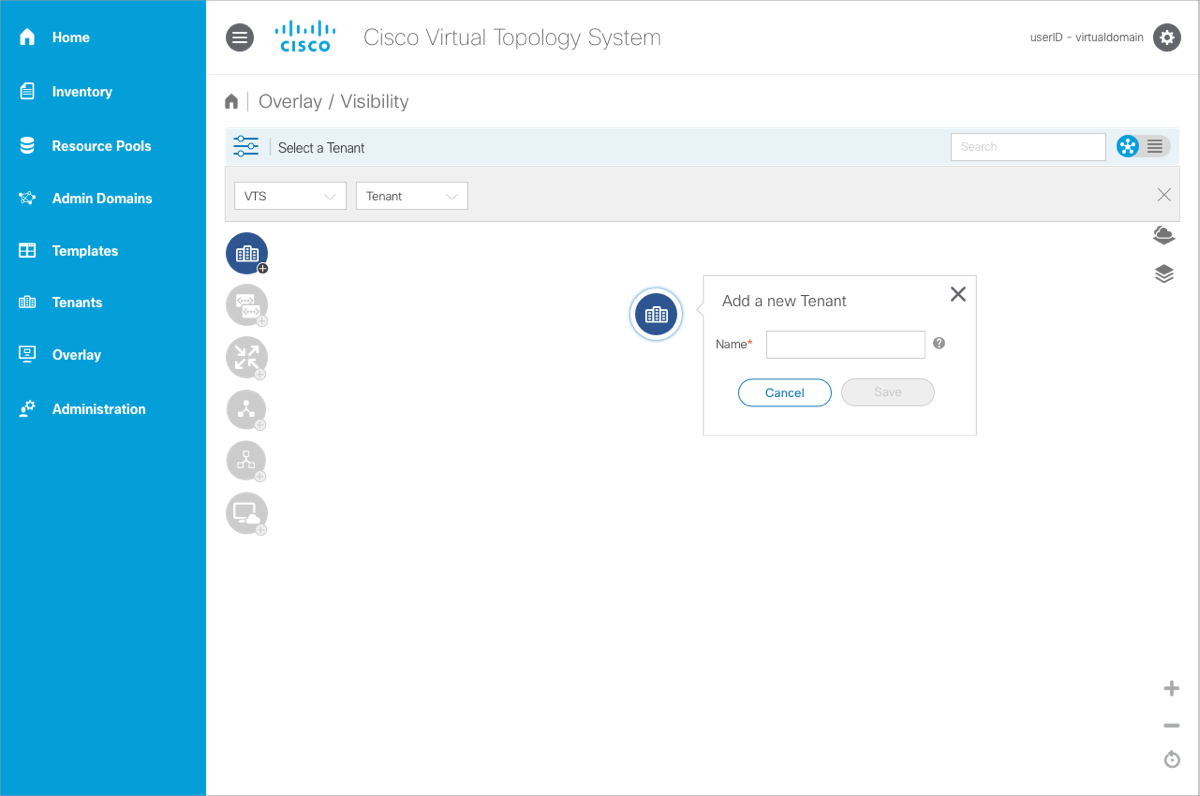 Home
Inventory
Resource Pools
Admin Domains
Templates
Tenants
Overlay
Administration
CISCO Cisco Virtual Topology System
userID - virtualdomain
Overlay / Visibility
Select a Tenant
Search
VTS
Tenant
Add a new Tenant
Name*
?
Cancel
Save